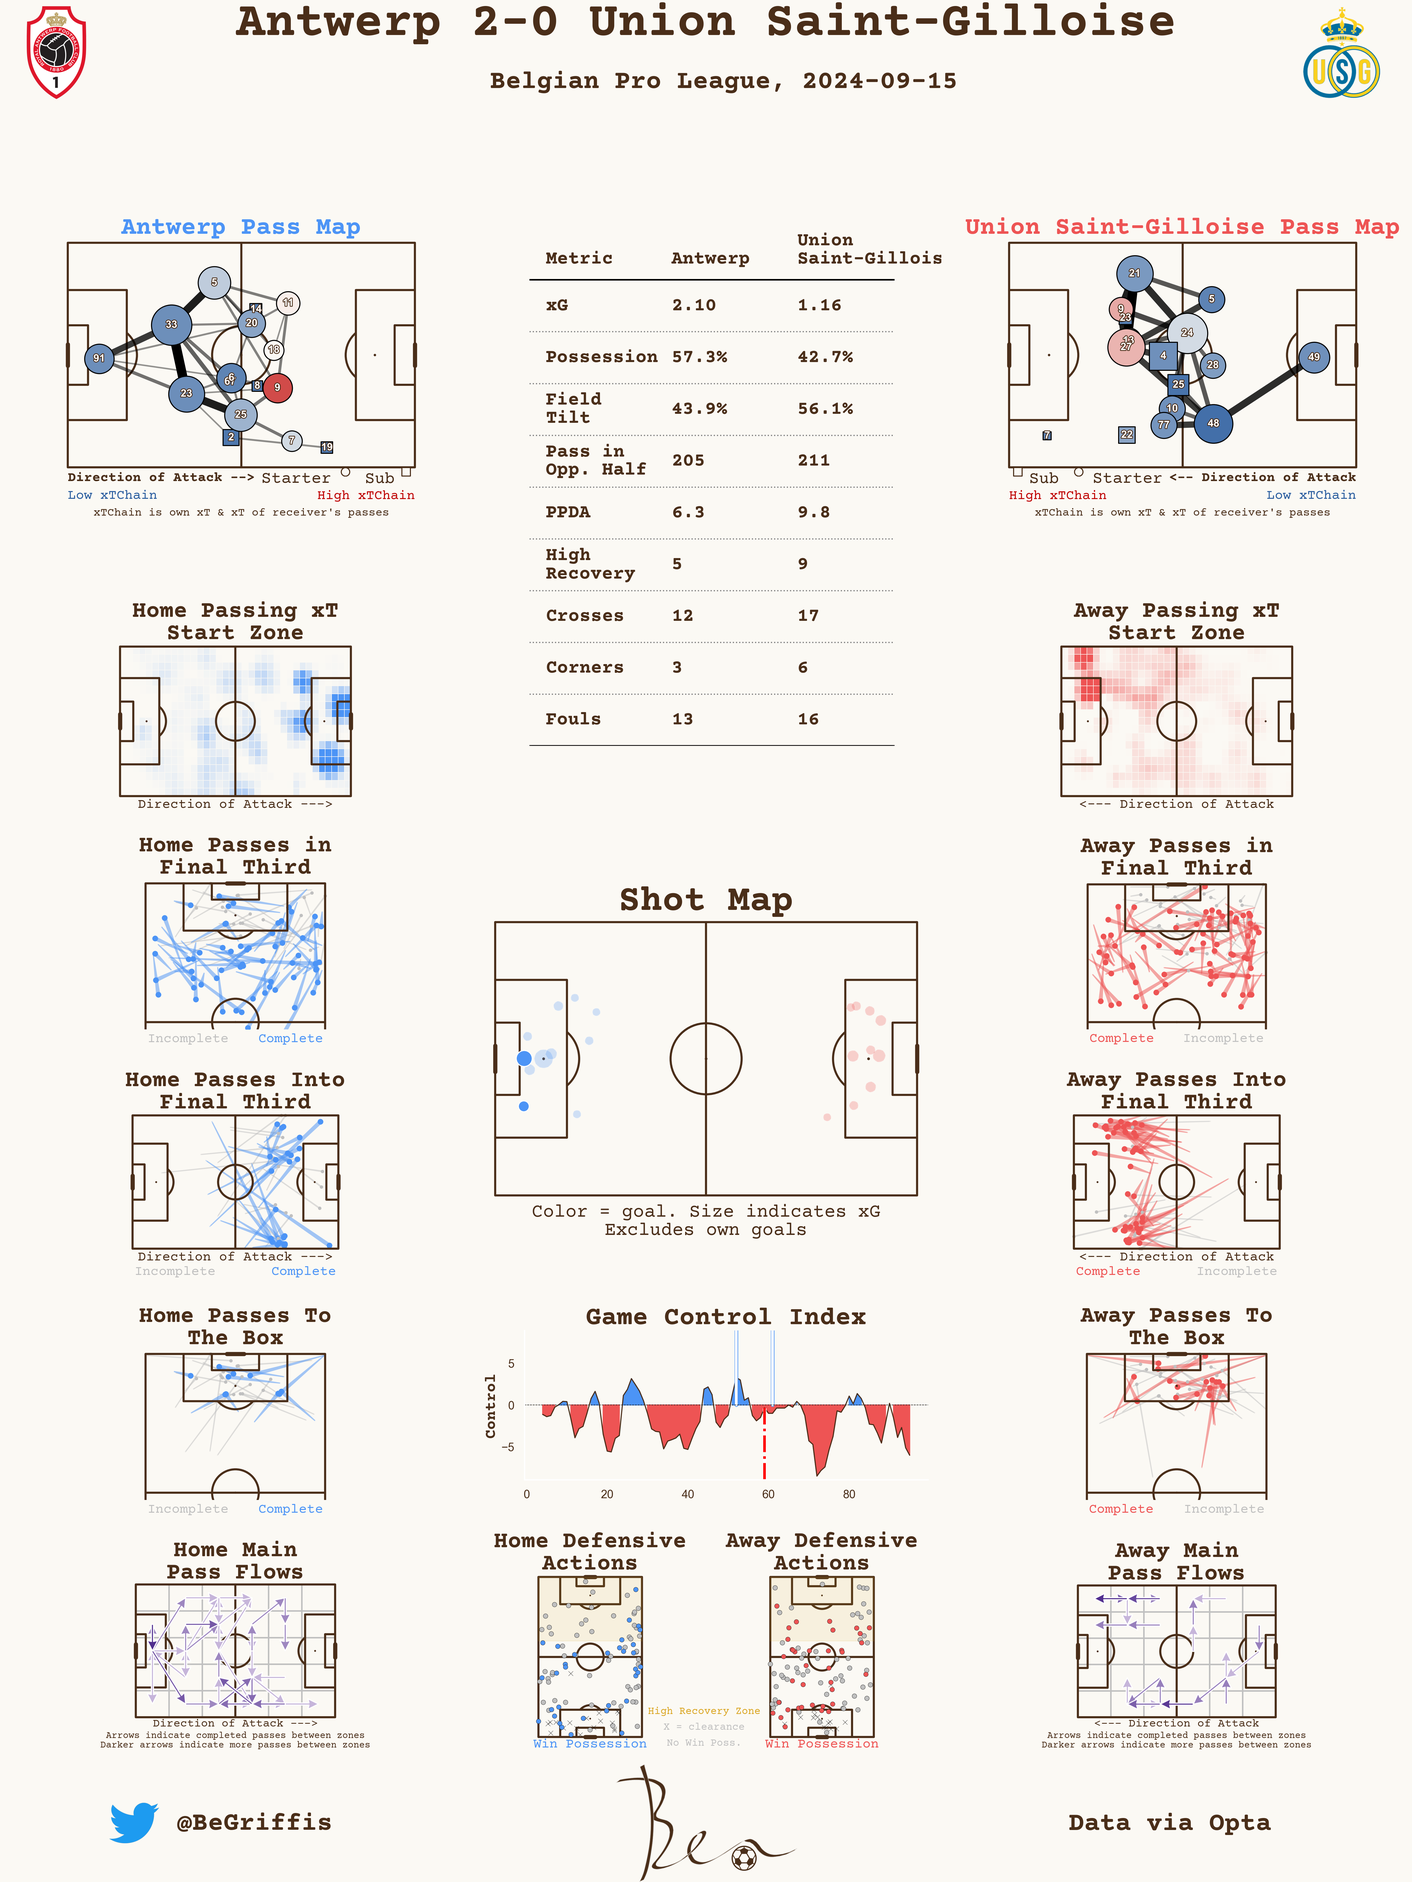 Antwerp 2-0 Union Saint-Gilloise
Belgian Pro League, 2024-09-15
ANTWERP FOOTBALL
1880
1
1897
USG
Antwerp Pass Map
5
11
14
20
33
18
91
6
8
9
23
25
2
7
19
Direction of Attack --> Starter Sub
Low xTChain High xTChain
xTChain is own xT & xT of receiver's passes
Metric Antwerp Union Saint-Gillois
xG 2.10 1.16
Possession 57.3% 42.7%
Field Tilt 43.9% 56.1%
Pass in Opp. Half 205 211
PPDA 6.3 9.8
High Recovery 5 9
Crosses 12 17
Corners 3 6
Fouls 13 16
Union Saint-Gilloise Pass Map
21
5
9
23
24
13
27
4
49
28
25
10
77
48
7
22
Sub Starter <-- Direction of Attack
High xTChain Low xTChain
xTChain is own xT & xT of receiver's passes
Home Passing xT
Start Zone
Direction of Attack --->
Away Passing xT
Start Zone
<--- Direction of Attack
Home Passes in
Final Third
Incomplete Complete
Away Passes in
Final Third
Complete Incomplete
Shot Map
Color = goal. Size indicates xG
Excludes own goals
Home Passes Into
Final Third
Direction of Attack --->
Incomplete Complete
Away Passes Into
Final Third
<--- Direction of Attack
Complete Incomplete
Home Passes To
The Box
Incomplete Complete
Game Control Index
Control
5
0
−5
0 20 40 60 80
Away Passes To
The Box
Complete Incomplete
Home Main
Pass Flows
Direction of Attack --->
Arrows indicate completed passes between zones
Darker arrows indicate more passes between zones
Home Defensive
Actions
Win Possession
Away Defensive
Actions
Win Possession
High Recovery Zone
X = clearance
No Win Poss.
Away Main
Pass Flows
<--- Direction of Attack
Arrows indicate completed passes between zones
Darker arrows indicate more passes between zones
@BeGriffis
Ben
Data via Opta